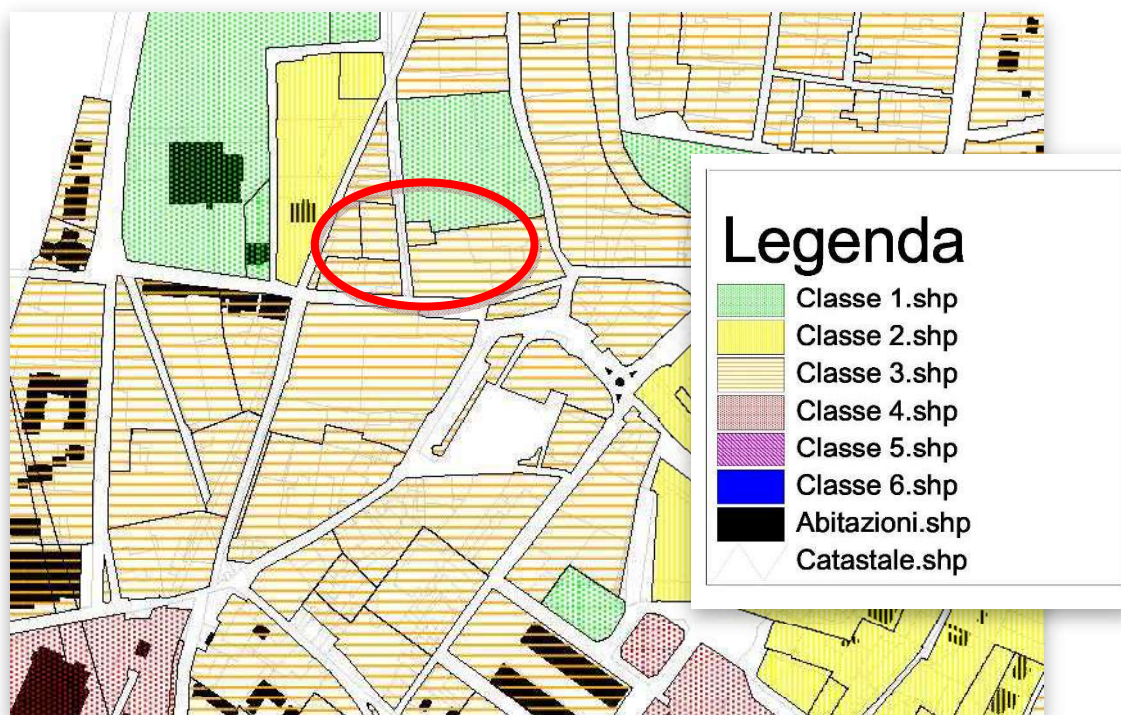 Legenda
Classe 1.shp
Classe 2.shp
Classe 3.shp
Classe 4.shp
Classe 5.shp
Classe 6.shp
Abitazioni.shp
Catastale.shp